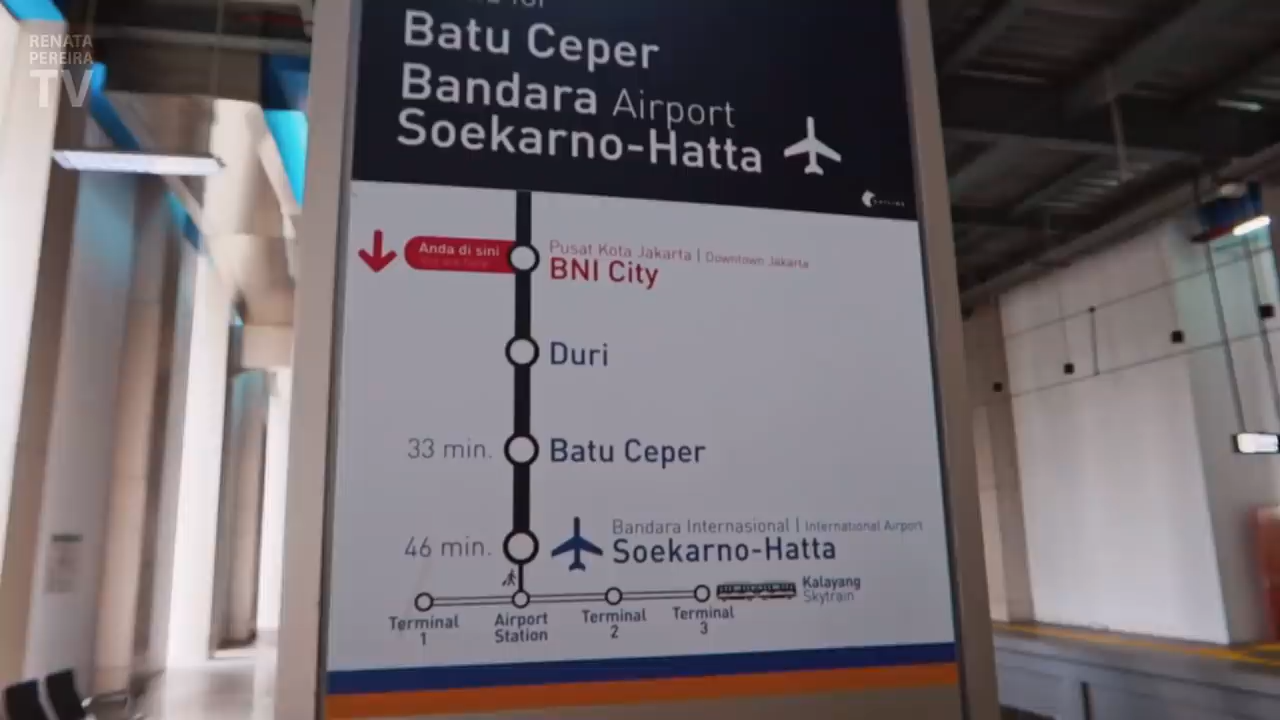 RENATA
PEREIRA
TV
Batu Ceper
Bandara Airport
Soekarno-Hatta
Anda di sini
Pusat Kota Jakarta | Downtown Jakarta
BNI City
Duri
33 min.
Batu Ceper
Bandara Internasional | International Airport
46 min.
Soekarno-Hatta
Kalayang
Skytrain
Terminal
1
Airport
Station
Terminal
2
Terminal
3